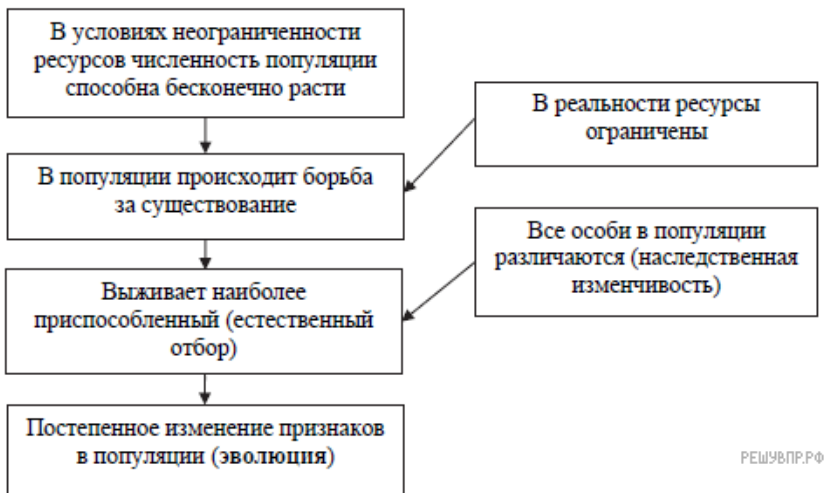 В условиях неограниченности
ресурсов численность популяции
способна бесконечно расти
В реальности ресурсы
ограничены
В популяции происходит борьба
за существование
Все особи в популяции
различаются (наследственная
изменчивость)
Выживает наиболее
приспособленный (естественный
отбор)
Постепенное изменение признаков
в популяции (эволюция)
РЕШУВПР.РФ